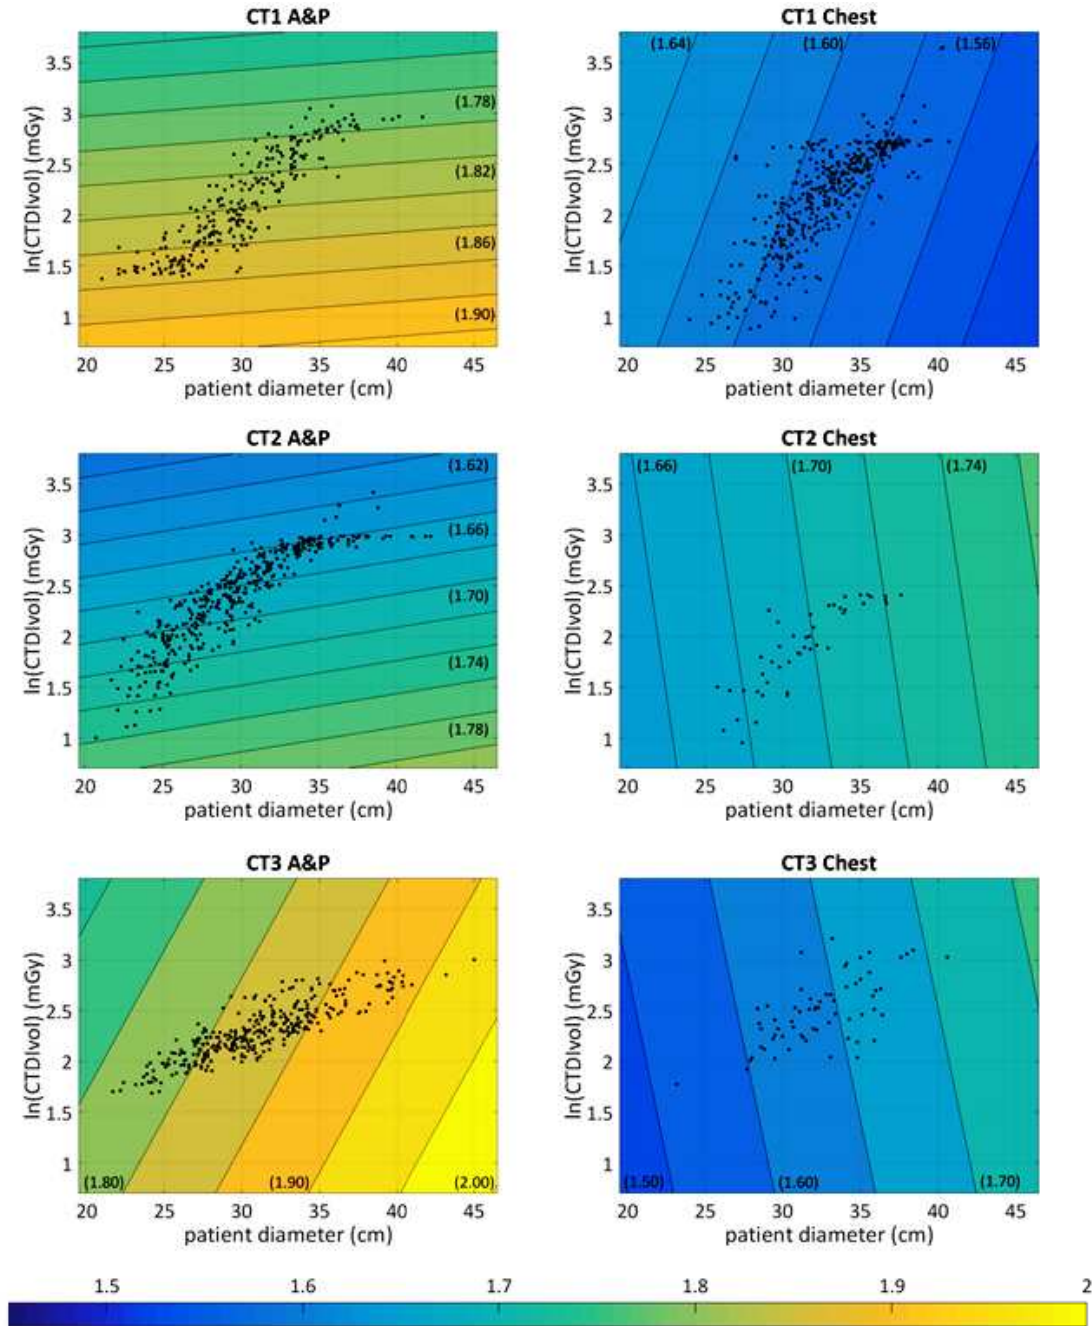 CT1 A&P
CT1 Chest
ln(CTDIvol) (mGy)
3.5
3
2.5
2
1.5
1
(1.78)
(1.82)
(1.86)
(1.90)
20 25 30 35 40 45
patient diameter (cm)
ln(CTDIvol) (mGy)
3.5
3
2.5
2
1.5
1
(1.64) (1.60) (1.56)
20 25 30 35 40 45
patient diameter (cm)
CT2 A&P
CT2 Chest
ln(CTDIvol) (mGy)
3.5
3
2.5
2
1.5
1
(1.62)
(1.66)
(1.70)
(1.74)
(1.78)
20 25 30 35 40 45
patient diameter (cm)
ln(CTDIvol) (mGy)
3.5
3
2.5
2
1.5
1
(1.66) (1.70) (1.74)
20 25 30 35 40 45
patient diameter (cm)
CT3 A&P
CT3 Chest
ln(CTDIvol) (mGy)
3.5
3
2.5
2
1.5
1
(1.80) (1.90) (2.00)
20 25 30 35 40 45
patient diameter (cm)
ln(CTDIvol) (mGy)
3.5
3
2.5
2
1.5
1
(1.50) (1.60) (1.70)
20 25 30 35 40 45
patient diameter (cm)
1.5 1.6 1.7 1.8 1.9 2